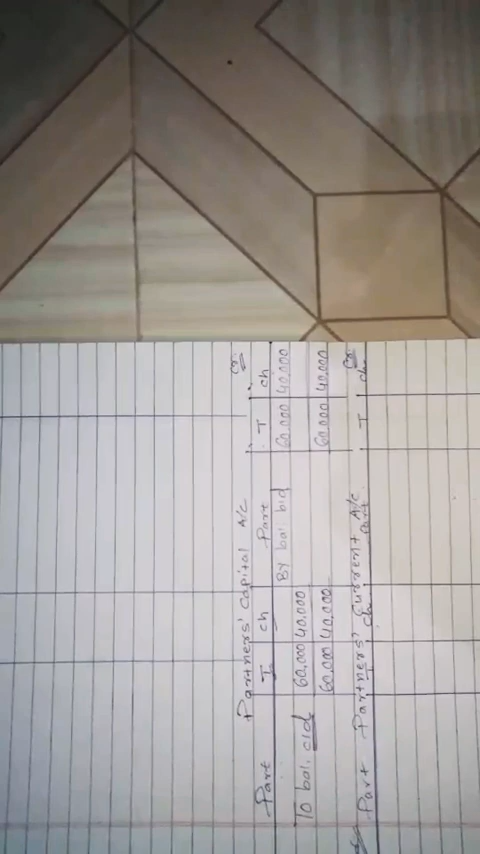 Partners' Capital A/c
Cr.
Part T ch Part T ch
To bal. c/d 60,000 40,000 By bal. b/d 60,000 40,000
60,000 40,000 60,000 40,000
Partners' Current A/c
Cr.
Part ch Part T ch